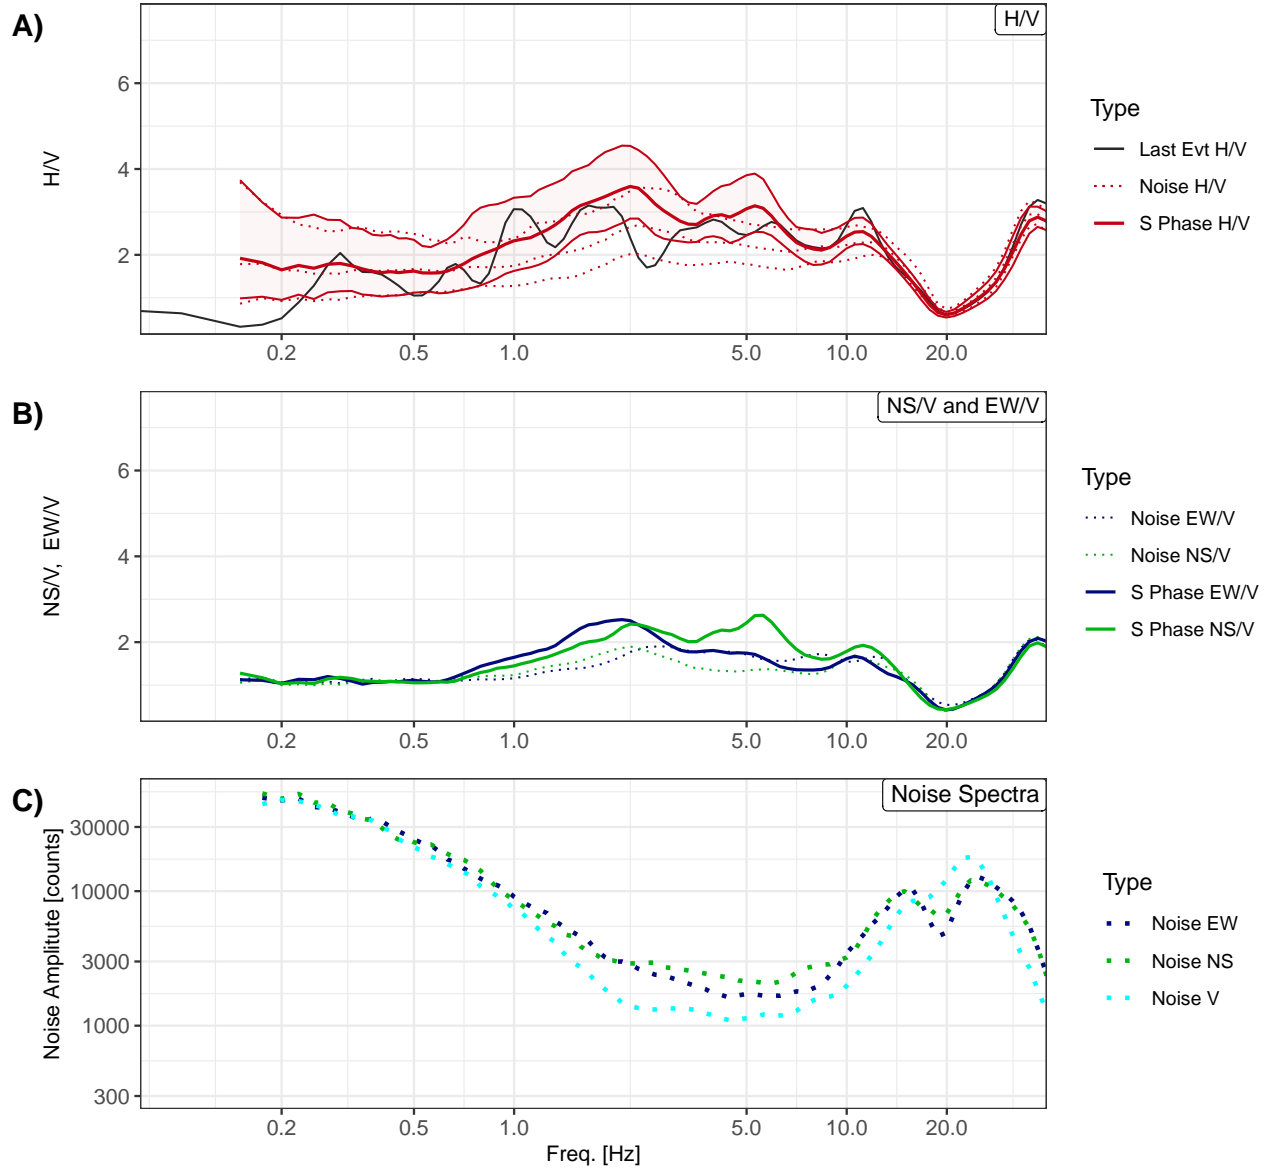 A)
H/V
6
4
2
H/V
0.2 0.5 1.0 5.0 10.0 20.0
Type
Last Evt H/V
Noise H/V
S Phase H/V
B)
NS/V and EW/V
6
4
2
NS/V, EW/V
0.2 0.5 1.0 5.0 10.0 20.0
Type
Noise EW/V
Noise NS/V
S Phase EW/V
S Phase NS/V
C)
Noise Spectra
30000
10000
3000
1000
300
Noise Amplitute [counts]
0.2 0.5 1.0 5.0 10.0 20.0
Freq. [Hz]
Type
Noise EW
Noise NS
Noise V